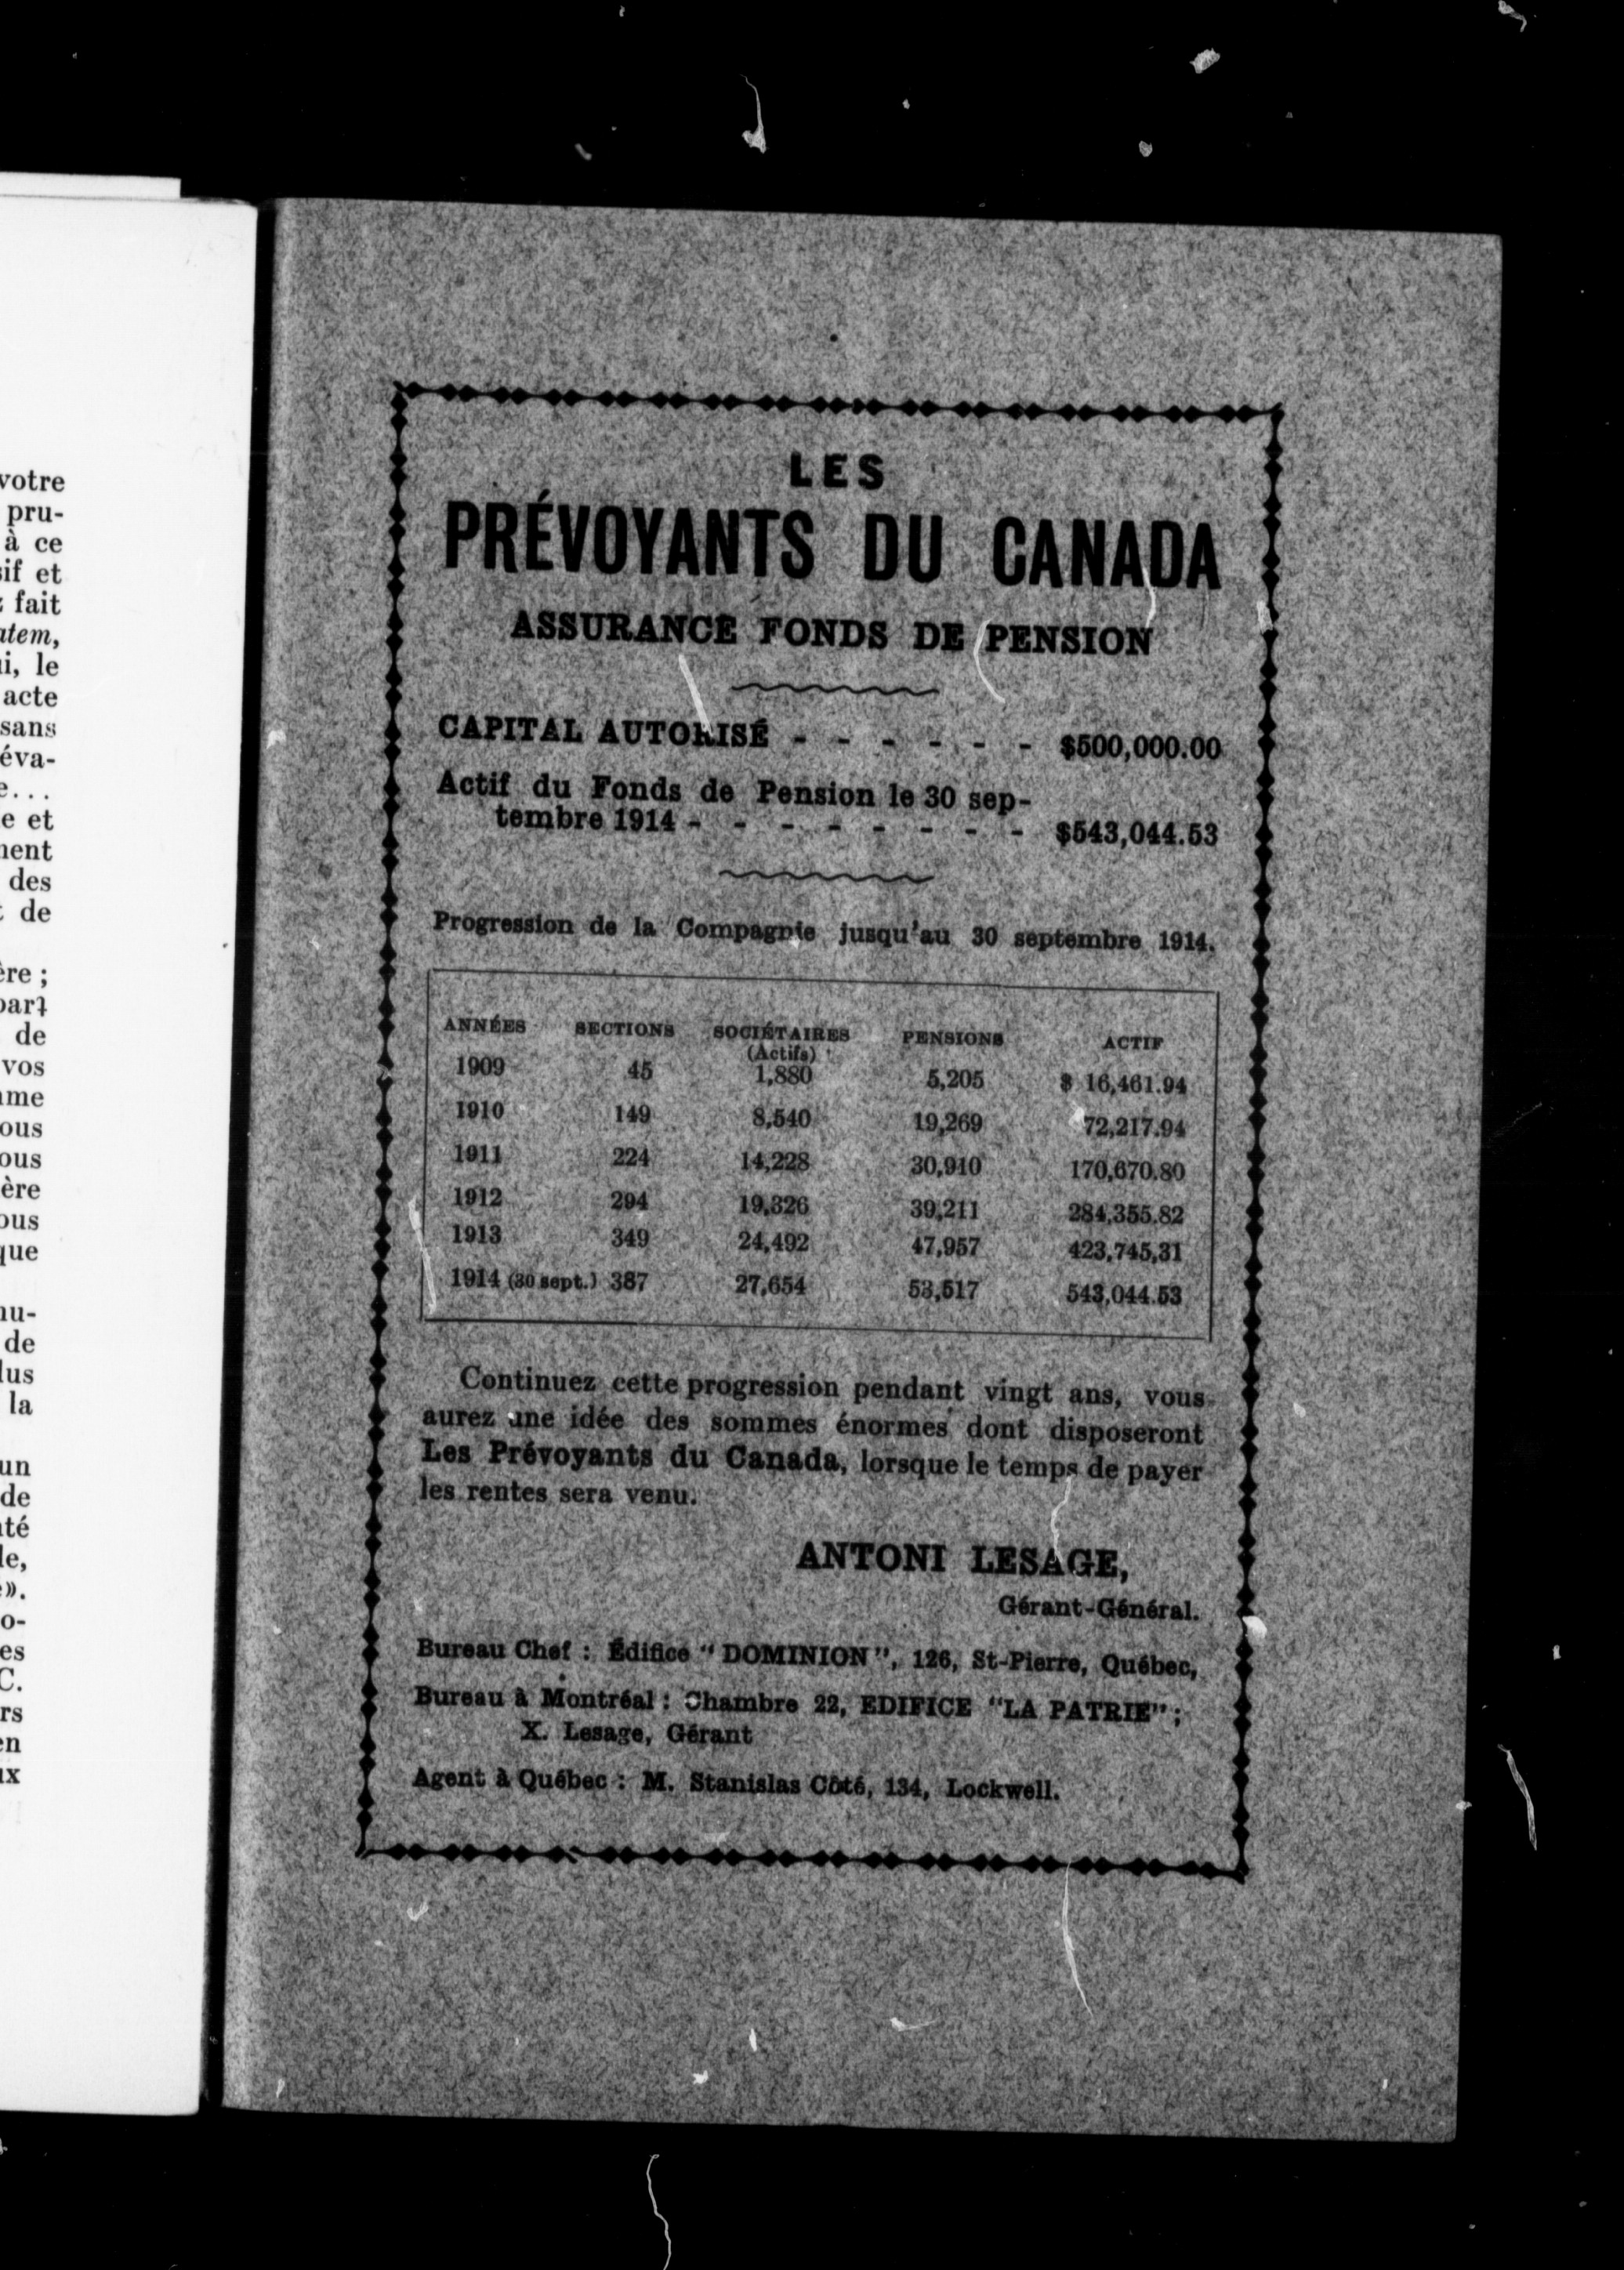 votre
pru-
à ce
sif et
fait
atem,
i, le
acte
sans
éva-
e...
e et
ment
des
de
ère ;
de
vos
ous
ous
ère
ous
que
nu-
de
lus
la
un
de
té
le,
e».
o-
es
C.
rs
en
ux
LES
PRÉVOYANTS DU CANADA
ASSURANCE FONDS DE PENSION
CAPITAL AUTORISÉ - - - - - - $500,000.00
Actif du Fonds de Pension le 30 sep-
tembre 1914 - - - - - - - - $543,044.53
Progression de la Compagnie jusqu'au 30 septembre 1914.
ANNÉES SECTIONS SOCIÉTAIRES PENSIONS ACTIF
(Actifs)
1909 45 1,880 5,205 $ 16,461.94
1910 149 8,540 19,269 72,217.94
1911 224 14,228 30,910 170,670.80
1912 294 19,326 39,211 284,355.82
1913 349 24,492 47,957 423,745,31
1914 (30 sept.) 387 27,654 53,517 543,044.53
Continuez cette progression pendant vingt ans, vous
aurez une idée des sommes énormes dont disposeront
Les Prévoyants du Canada, lorsque le temps de payer
les rentes sera venu.
ANTONI LESAGE,
Gérant-Général.
Bureau Chef : Édifice "DOMINION", 126, St-Pierre, Québec,
Bureau à Montréal : Chambre 22, EDIFICE "LA PATRIE" ;
X. Lesage, Gérant
Agent à Québec : M. Stanislas Côté, 134, Lockwell.